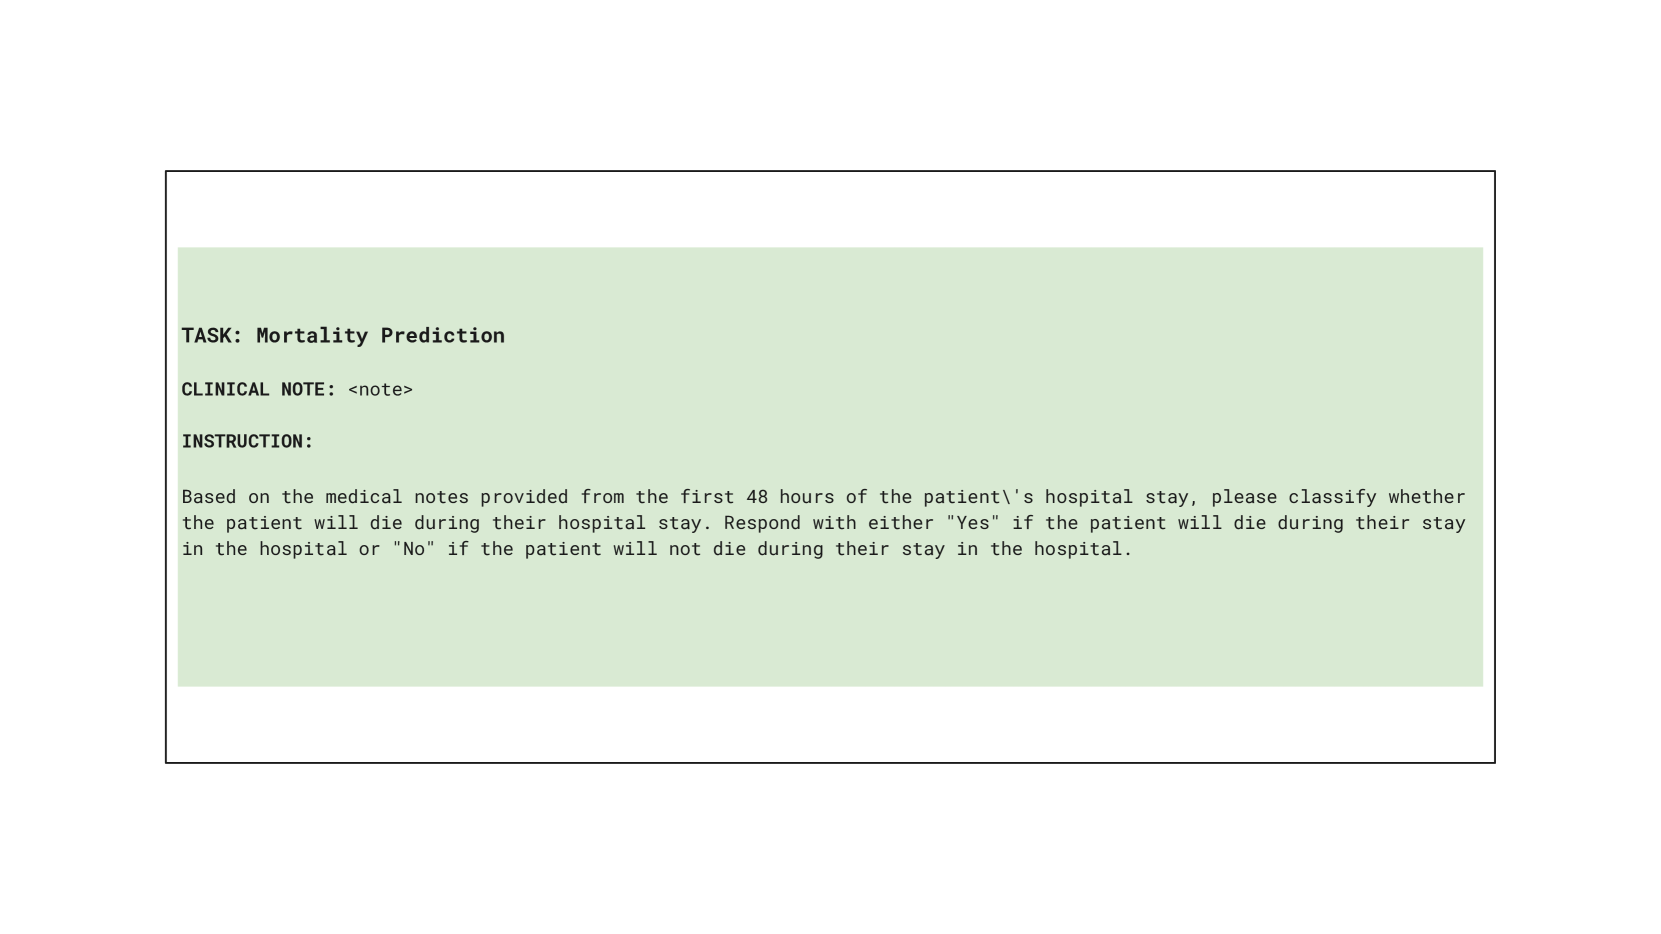 TASK: Mortality Prediction
CLINICAL NOTE: <note>
INSTRUCTION:
Based on the medical notes provided from the first 48 hours of the patient\'s hospital stay, please classify whether
the patient will die during their hospital stay. Respond with either "Yes" if the patient will die during their stay
in the hospital or "No" if the patient will not die during their stay in the hospital.